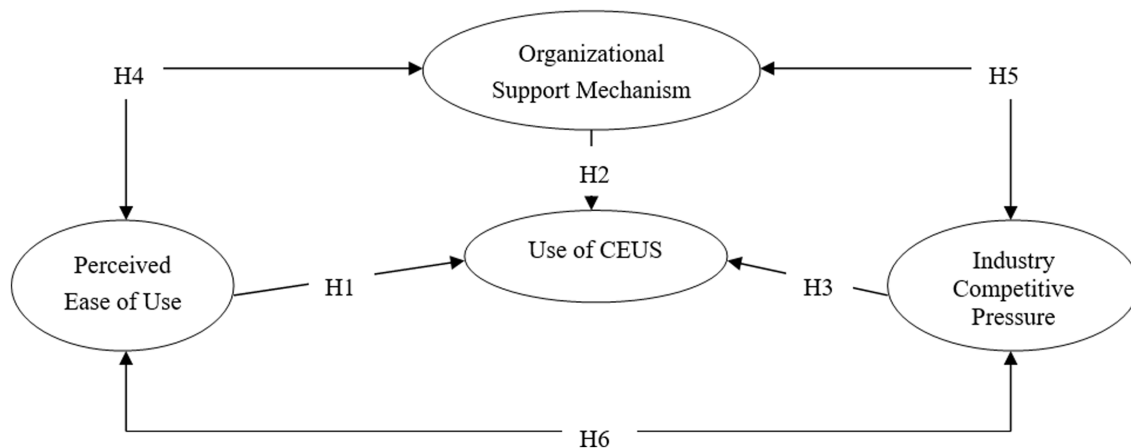 Organizational
Support Mechanism
H4
H5
H2
Use of CEUS
Perceived
Ease of Use
H1
H3
Industry
Competitive
Pressure
H6